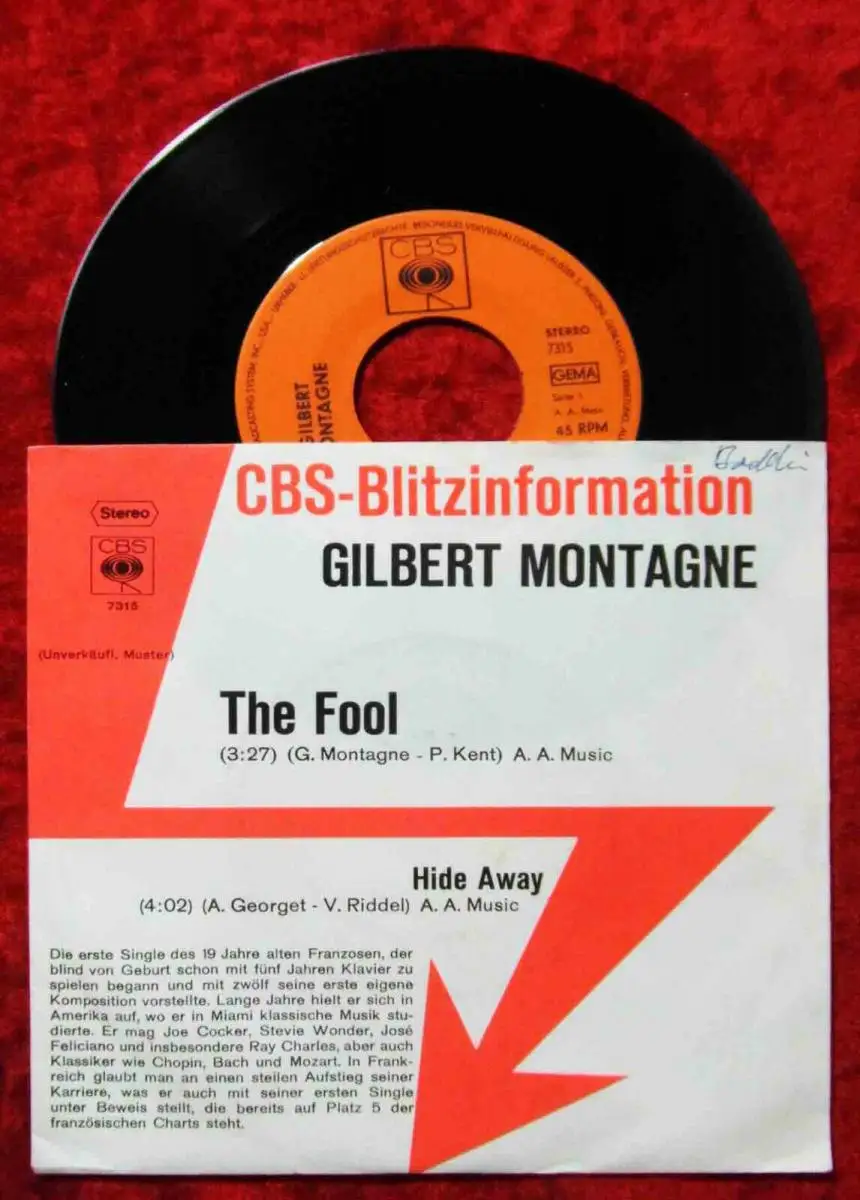 CBS
STEREO
7315
GEMA
Seite 1
A. A. Music
45 RPM
GILBERT
MONTAGNE
CBS-Blitzinformation
Stereo
CBS
7315
GILBERT MONTAGNE
(Unverkäufl. Muster)
The Fool
(3:27) (G. Montagne - P. Kent) A. A. Music
Hide Away
(4:02) (A. Georget - V. Riddel) A. A. Music
Die erste Single des 19 Jahre alten Franzosen, der
blind von Geburt schon mit fünf Jahren Klavier zu
spielen begann und mit zwölf seine erste eigene
Komposition vorstellte. Lange Jahre hielt er sich in
Amerika auf, wo er in Miami klassische Musik stu-
dierte. Er mag Joe Cocker, Stevie Wonder, José
Feliciano und insbesondere Ray Charles, aber auch
Klassiker wie Chopin, Bach und Mozart. In Frank-
reich glaubt man an einen steilen Aufstieg seiner
Karriere, was er auch mit seiner ersten Single
unter Beweis stellt, die bereits auf Platz 5 der
französischen Charts steht.